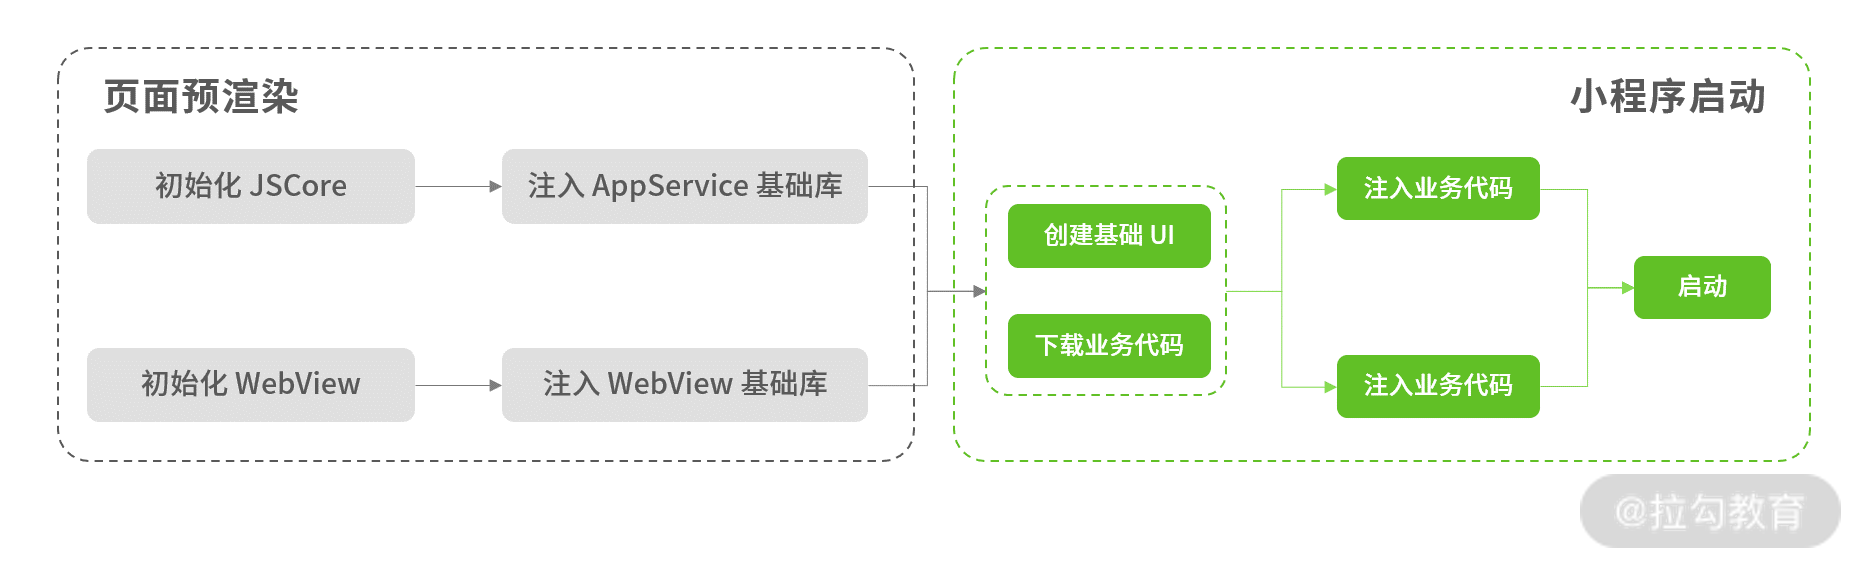 页面预渲染
初始化 JSCore
注入 AppService 基础库
初始化 WebView
注入 WebView 基础库
小程序启动
创建基础 UI
下载业务代码
注入业务代码
注入业务代码
启动
@拉勾教育